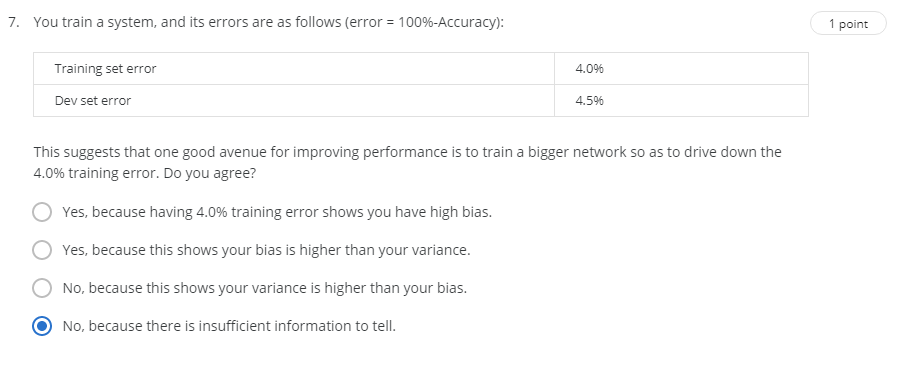 7. You train a system, and its errors are as follows (error = 100%-Accuracy):
1 point
Training set error 4.0%
Dev set error 4.5%
This suggests that one good avenue for improving performance is to train a bigger network so as to drive down the
4.0% training error. Do you agree?
Yes, because having 4.0% training error shows you have high bias.
Yes, because this shows your bias is higher than your variance.
No, because this shows your variance is higher than your bias.
No, because there is insufficient information to tell.